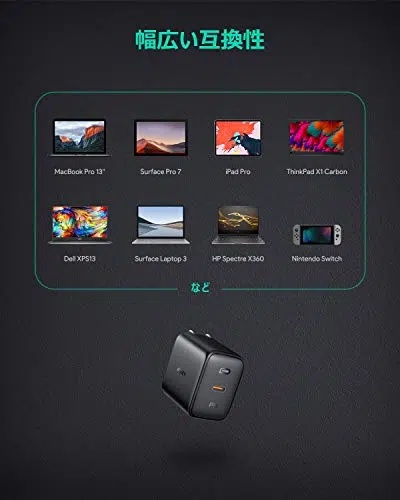 幅広い互換性
MacBook Pro 13"
Surface Pro 7
iPad Pro
ThinkPad X1 Carbon
Dell XPS13
Surface Laptop 3
HP Spectre X360
Nintendo Switch
など